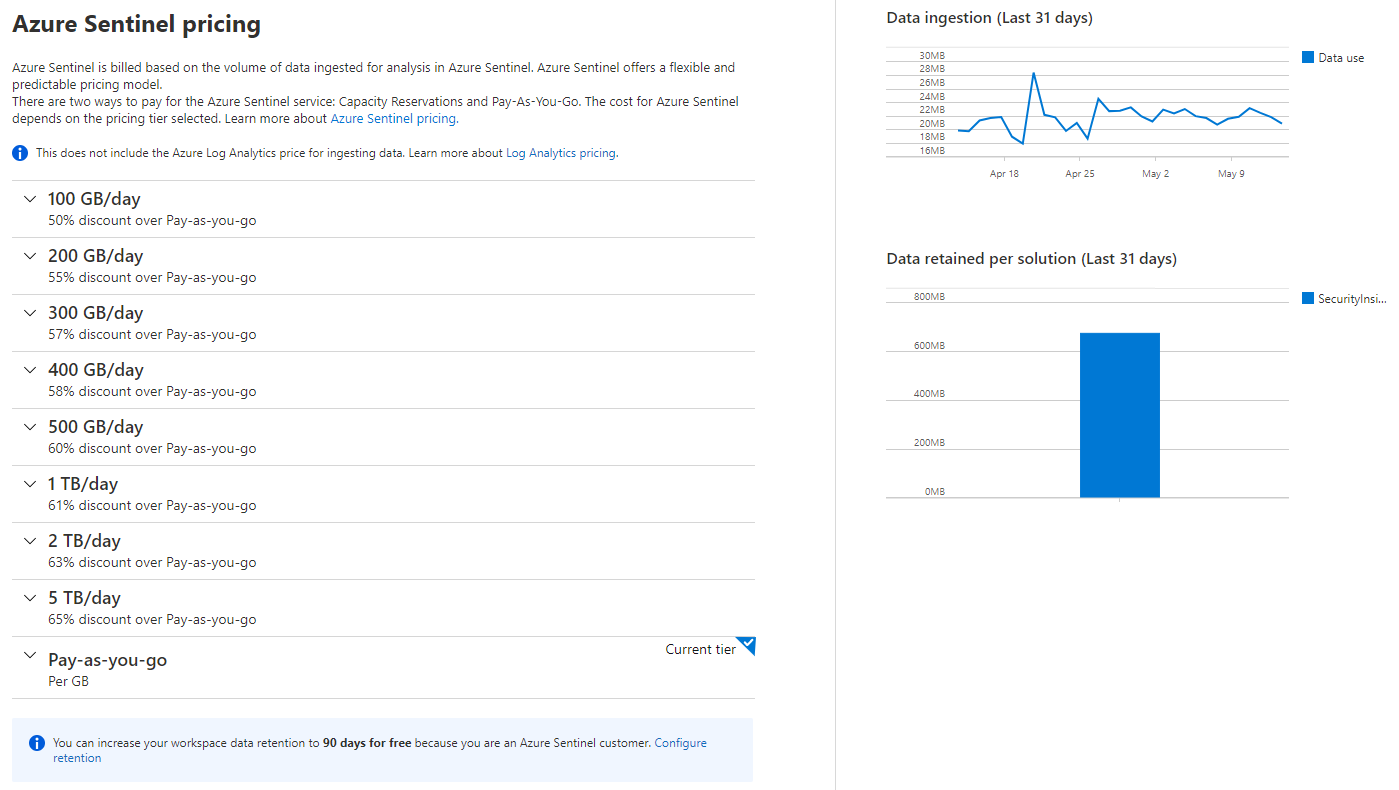 Azure Sentinel pricing
Azure Sentinel is billed based on the volume of data ingested for analysis in Azure Sentinel. Azure Sentinel offers a flexible and
predictable pricing model.
There are two ways to pay for the Azure Sentinel service: Capacity Reservations and Pay-As-You-Go. The cost for Azure Sentinel
depends on the pricing tier selected. Learn more about Azure Sentinel pricing.
This does not include the Azure Log Analytics price for ingesting data. Learn more about Log Analytics pricing.
100 GB/day
50% discount over Pay-as-you-go
200 GB/day
55% discount over Pay-as-you-go
300 GB/day
57% discount over Pay-as-you-go
400 GB/day
58% discount over Pay-as-you-go
500 GB/day
60% discount over Pay-as-you-go
1 TB/day
61% discount over Pay-as-you-go
2 TB/day
63% discount over Pay-as-you-go
5 TB/day
65% discount over Pay-as-you-go
Current tier
Pay-as-you-go
Per GB
You can increase your workspace data retention to 90 days for free because you are an Azure Sentinel customer. Configure
retention
Data ingestion (Last 31 days)
30MB
28MB
26MB
24MB
22MB
20MB
18MB
16MB
Apr 18 Apr 25 May 2 May 9
Data use
Data retained per solution (Last 31 days)
800MB
600MB
400MB
200MB
0MB
SecurityInsi...